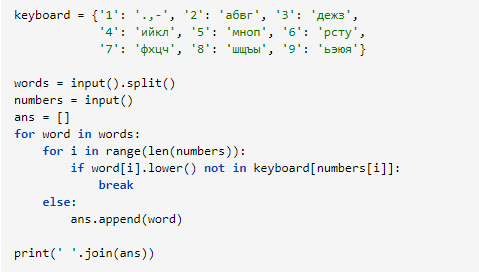 keyboard = {'1': '.,-', '2': 'абвг', '3': 'дежз',
'4': 'ийкл', '5': 'мноп', '6': 'рсту',
'7': 'фхцч', '8': 'шщъы', '9': 'ьэюя'}
words = input().split()
numbers = input()
ans = []
for word in words:
for i in range(len(numbers)):
if word[i].lower() not in keyboard[numbers[i]]:
break
else:
ans.append(word)
print(' '.join(ans))